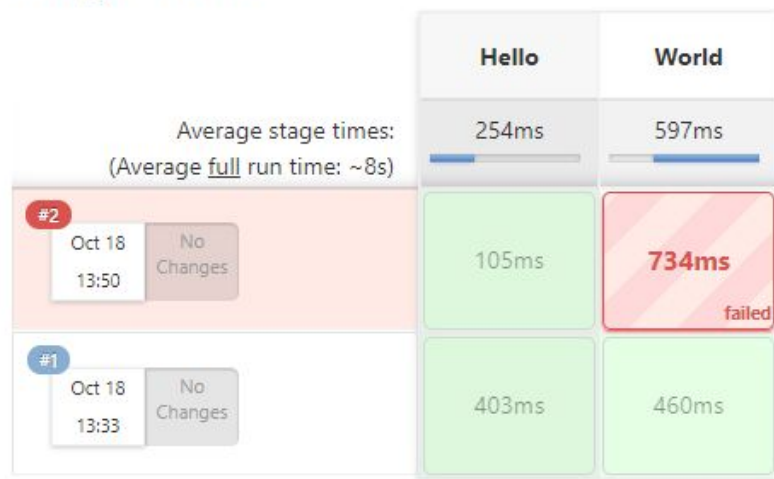 Hello World
Average stage times: 254ms 597ms
(Average full run time: ~8s)
#2
Oct 18 No
13:50 Changes
105ms 734ms
failed
#1
Oct 18 No
13:33 Changes
403ms 460ms